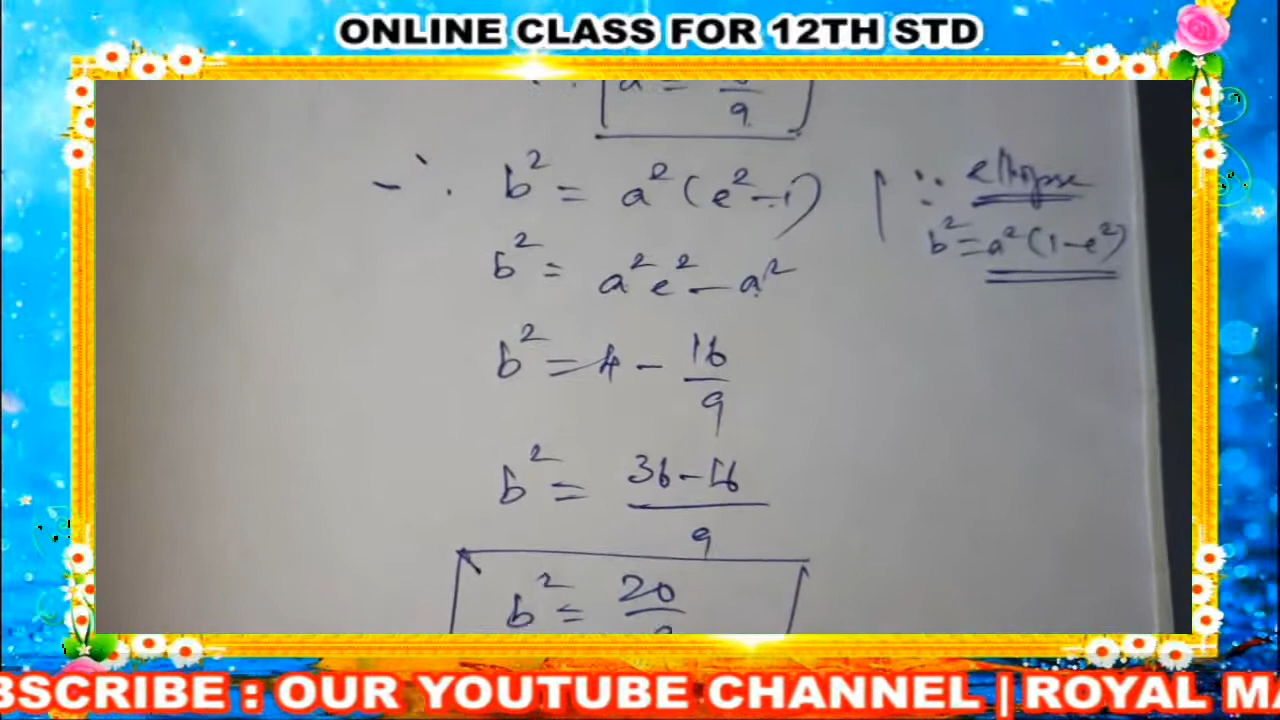 ONLINE CLASS FOR 12TH STD
9
∴ b² = a²(e²-1) | ∵ ellipse
b² = a²(1-e²)
b² = a²e² - a²
b² = 4 - 16/9
b² = 36-16/9
b² = 20
BSCRIBE : OUR YOUTUBE CHANNEL | ROYAL MA